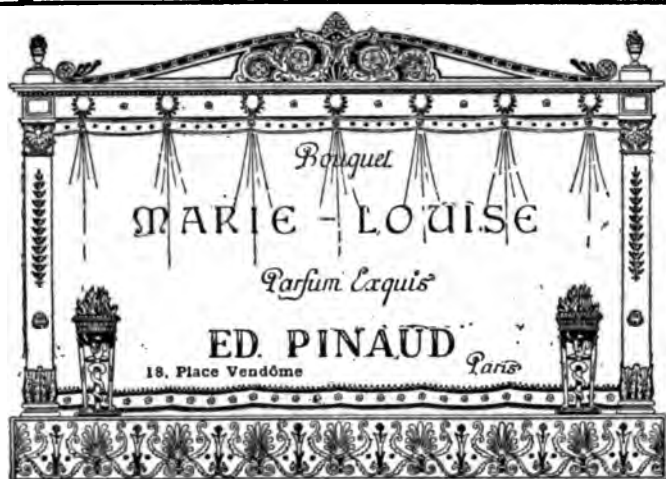 Bouquet
MARIE - LOUISE
Parfum Exquis
ED. PINAUD
18, Place Vendôme
Paris